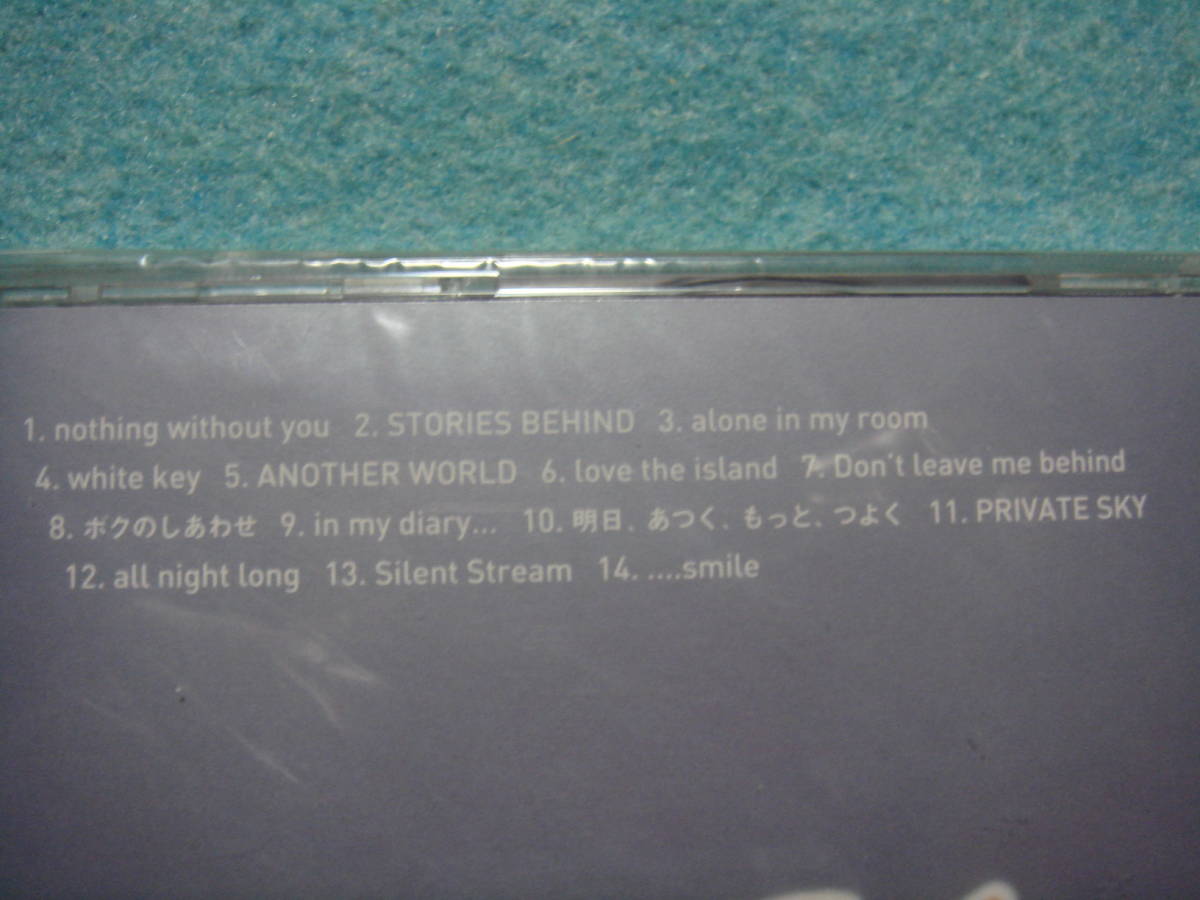 1. nothing without you 2. STORIES BEHIND 3. alone in my room
4. white key 5. ANOTHER WORLD 6. love the island 7. Don't leave me behind
8. ボクのしあわせ 9. in my diary... 10. 明日、あつく、もっと、つよく 11. PRIVATE SKY
12. all night long 13. Silent Stream 14. ....smile